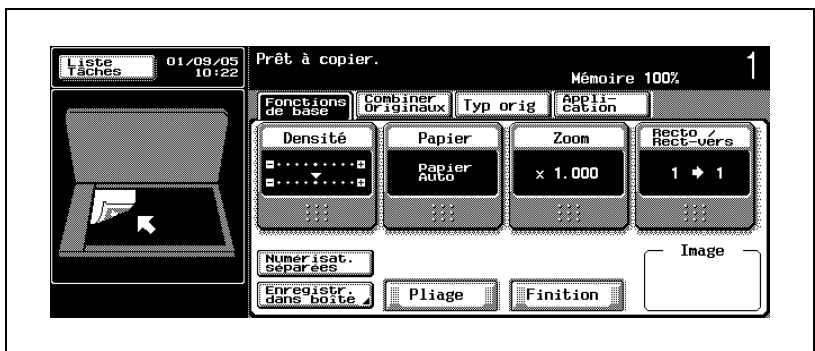 Liste
Tâches
01/09/05
10:22
Prêt à copier.
1
Mémoire 100%
Fonctions
de base
Combiner
Originaux
Typ orig
Appli-
cation
Densité
Papier
Zoom
Recto /
Rect-vers
Papier
Auto
x 1.000
1 ➧ 1
Numérisat.
séparées
Enregistr.
dans boîte
Pliage
Finition
Image